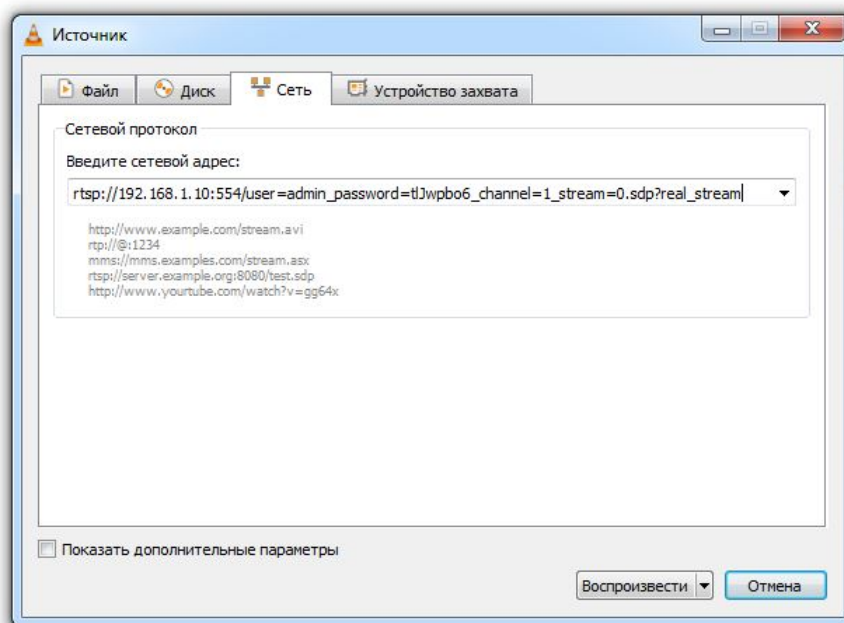 Источник
Файл Диск Сеть Устройство захвата
Сетевой протокол
Введите сетевой адрес:
rtsp://192.168.1.10:554/user=admin_password=tlJwpbo6_channel=1_stream=0.sdp?real_stream
http://www.example.com/stream.avi
rtp://@:1234
mms://mms.examples.com/stream.asx
rtsp://server.example.org:8080/test.sdp
http://www.yourtube.com/watch?v=gg64x
Показать дополнительные параметры
Воспроизвести Отмена